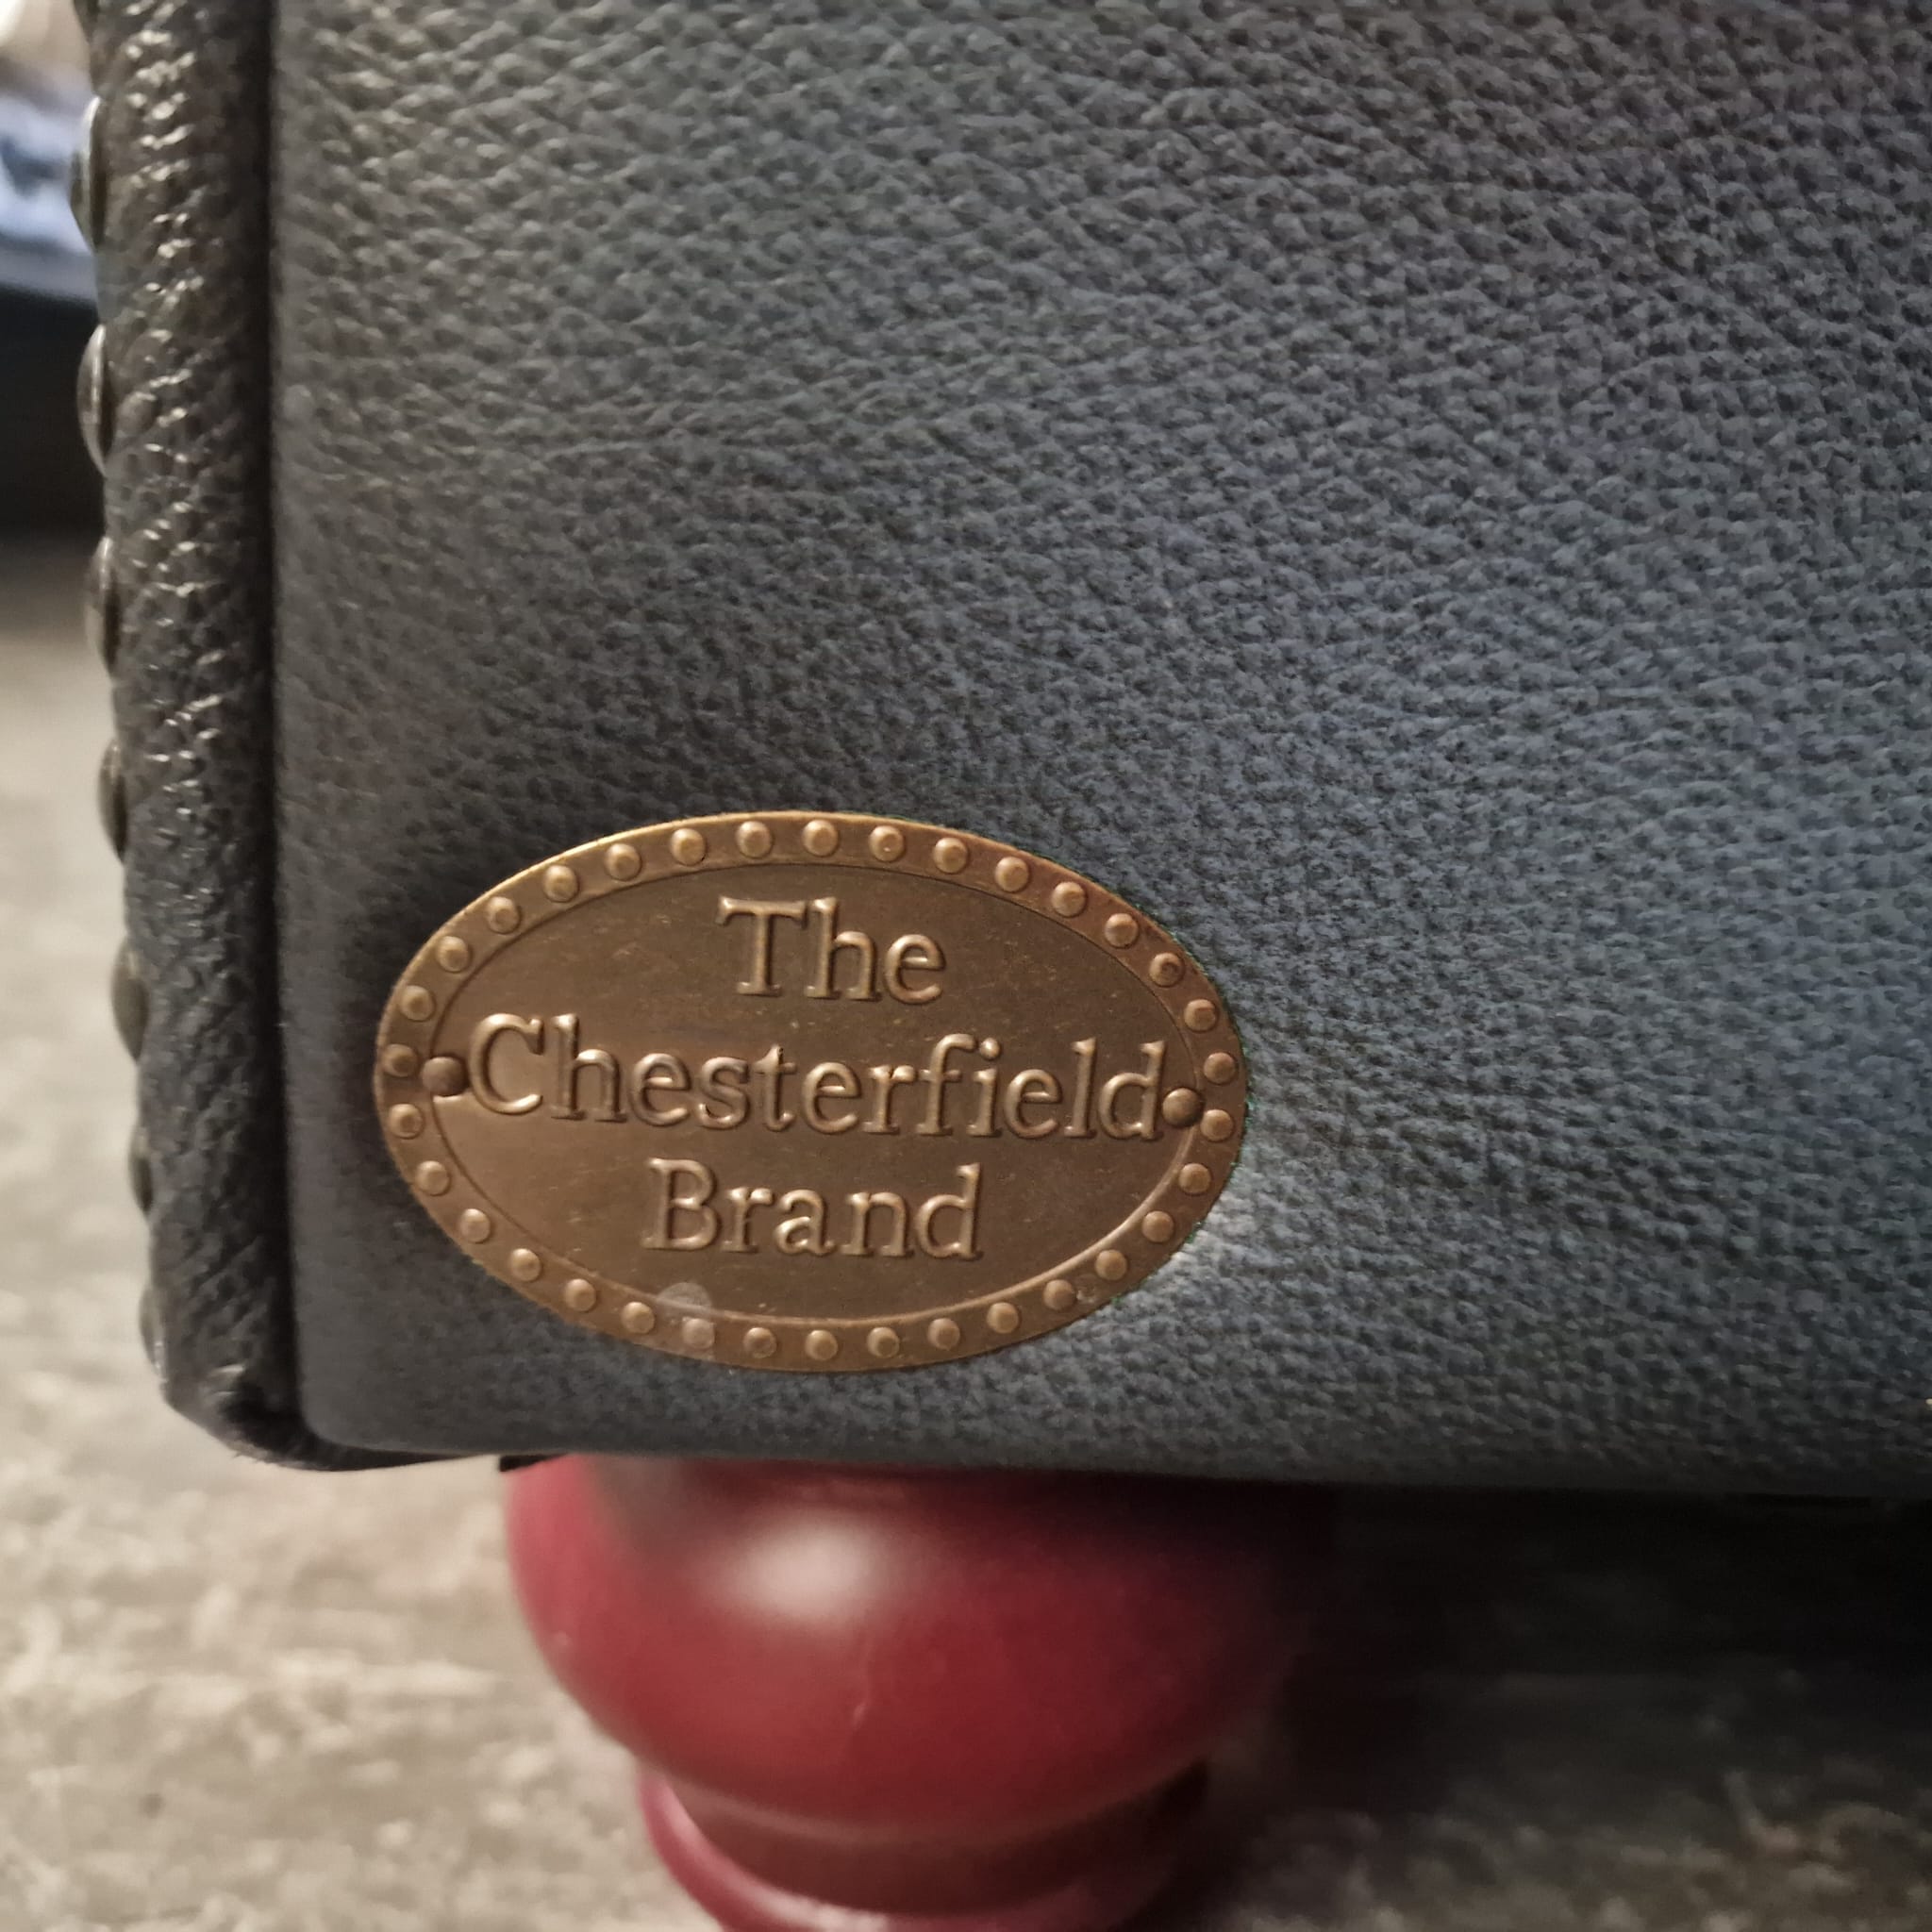 The
Chesterfield
Brand